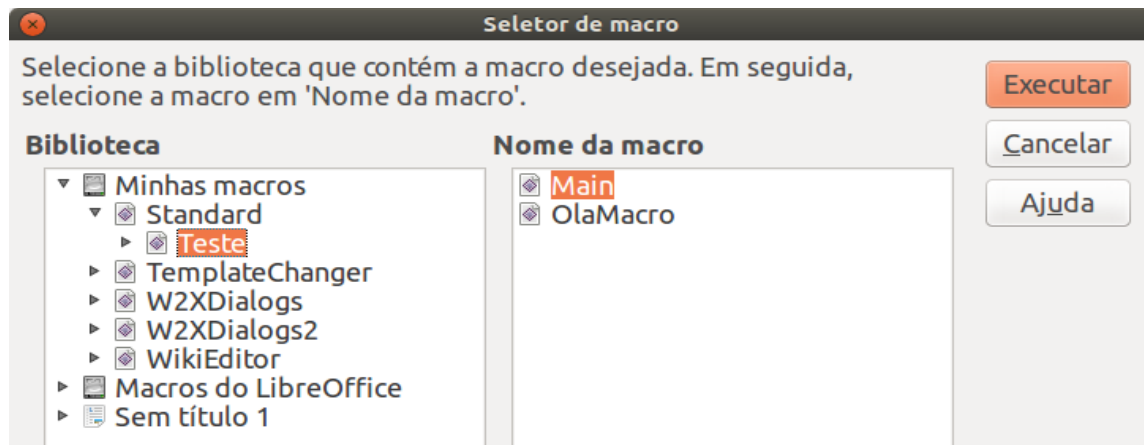 Seletor de macro
Selecione a biblioteca que contém a macro desejada. Em seguida,
selecione a macro em 'Nome da macro'.
Executar
Cancelar
Ajuda
Biblioteca
Minhas macros
Standard
Teste
TemplateChanger
W2XDialogs
W2XDialogs2
WikiEditor
Macros do LibreOffice
Sem título 1
Nome da macro
Main
OlaMacro